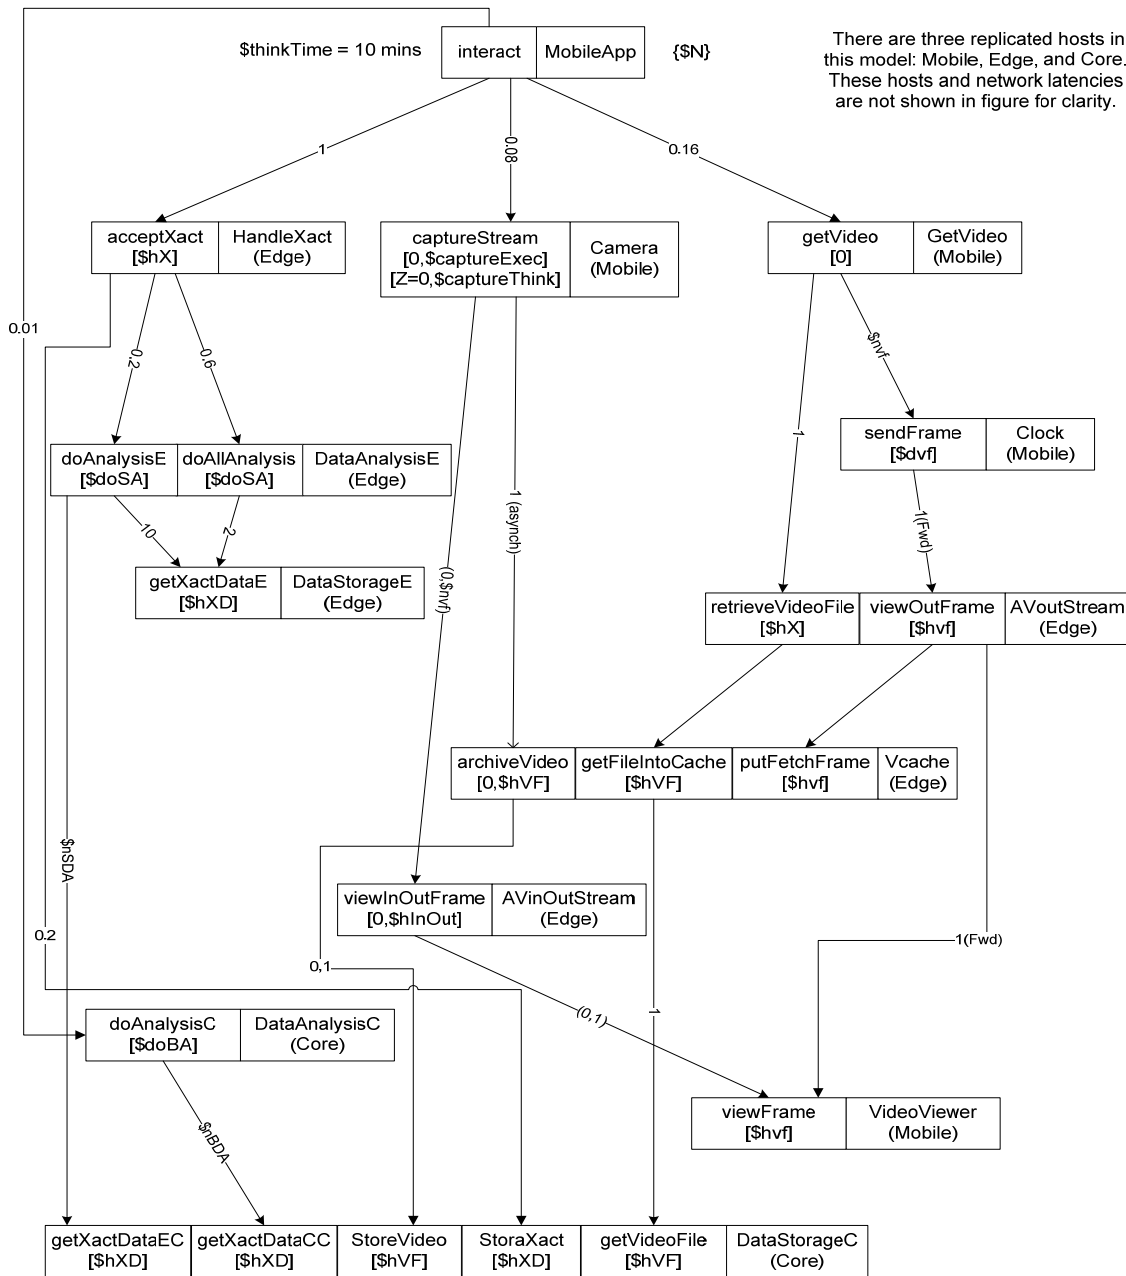 $thinkTime = 10 mins
interact
MobileApp
{$N}
There are three replicated hosts in
this model: Mobile, Edge, and Core.
These hosts and network latencies
are not shown in figure for clarity.
1
0.08
0.16
acceptXact
[$hX]
HandleXact
(Edge)
captureStream
[0,$captureExec]
[Z=0,$captureThink]
Camera
(Mobile)
getVideo
[0]
GetVideo
(Mobile)
0.01
0.2
0.6
$nvf
1
sendFrame
[$dvf]
Clock
(Mobile)
doAnalysisE
[$doSA]
doAllAnalysis
[$doSA]
DataAnalysisE
(Edge)
10
2
1 (asynch)
1(Fwd)
(0,$nvf)
getXactDataE
[$hXD]
DataStorageE
(Edge)
retrieveVideoFile
[$hX]
viewOutFrame
[$hvf]
AVoutStream
(Edge)
archiveVideo
[0,$hVF]
getFileIntoCache
[$hVF]
putFetchFrame
[$hvf]
Vcache
(Edge)
$nSDA
viewInOutFrame
[0,$hInOut]
AVinOutStream
(Edge)
0.2
0,1
1(Fwd)
(0,1)
1
doAnalysisC
[$doBA]
DataAnalysisC
(Core)
$nBDA
viewFrame
[$hvf]
VideoViewer
(Mobile)
getXactDataEC
[$hXD]
getXactDataCC
[$hXD]
StoreVideo
[$hVF]
StoraXact
[$hXD]
getVideoFile
[$hVF]
DataStorageC
(Core)